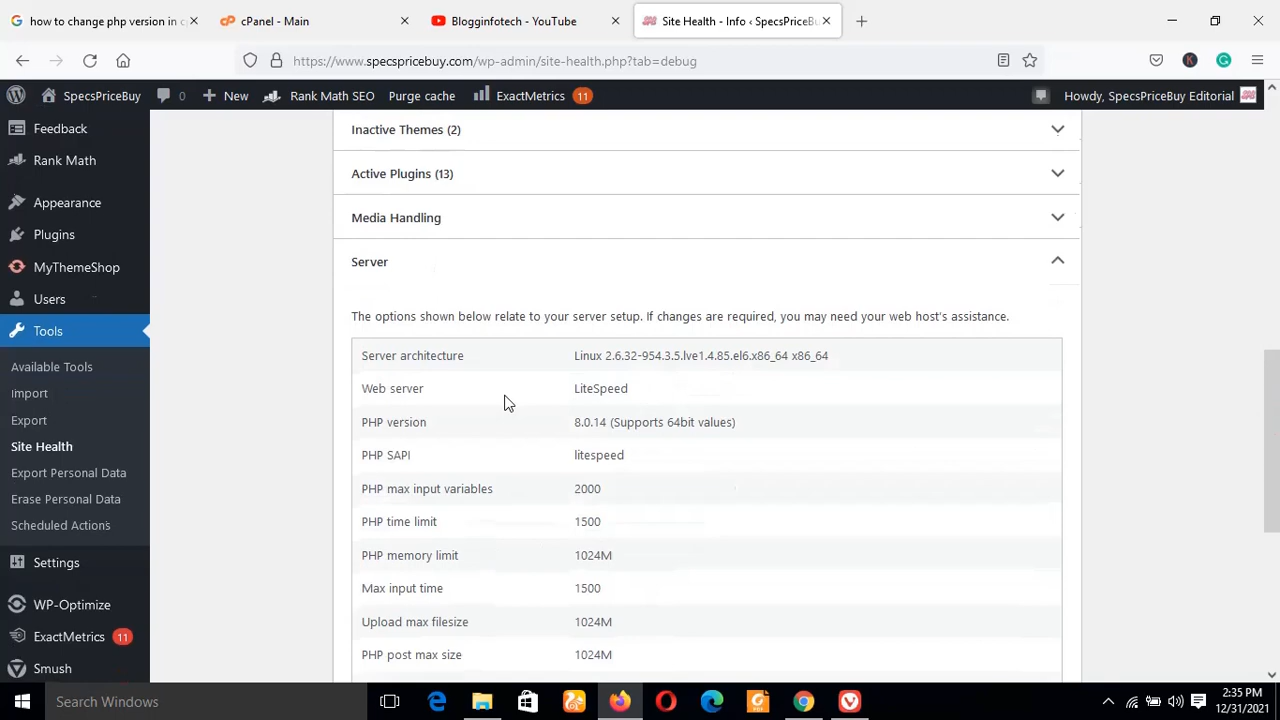 how to change php version in c
cPanel - Main
Blogginfotech - YouTube
Site Health - Info ‹ SpecsPriceBu
https://www.specspricebuy.com/wp-admin/site-health.php?tab=debug
SpecsPriceBuy
0
New
Rank Math SEO
Purge cache
ExactMetrics
11
Howdy, SpecsPriceBuy Editorial
Feedback
Rank Math
Appearance
Plugins
MyThemeShop
Users
Tools
Available Tools
Import
Export
Site Health
Export Personal Data
Erase Personal Data
Scheduled Actions
Settings
WP-Optimize
ExactMetrics 11
Smush
Inactive Themes (2)
Active Plugins (13)
Media Handling
Server
The options shown below relate to your server setup. If changes are required, you may need your web host's assistance.
Server architecture Linux 2.6.32-954.3.5.lve1.4.85.el6.x86_64 x86_64
Web server LiteSpeed
PHP version 8.0.14 (Supports 64bit values)
PHP SAPI litespeed
PHP max input variables 2000
PHP time limit 1500
PHP memory limit 1024M
Max input time 1500
Upload max filesize 1024M
PHP post max size 1024M
Search Windows
2:35 PM
12/31/2021